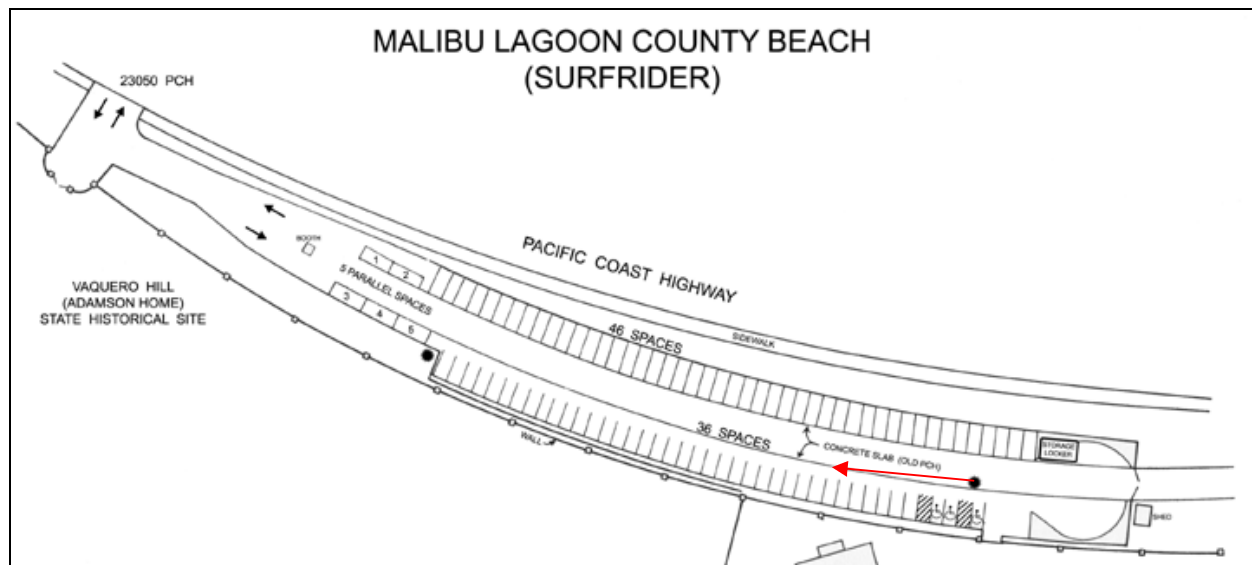 MALIBU LAGOON COUNTY BEACH
(SURFRIDER)
23050 PCH
BOOTH
1
2
5 PARALLEL SPACES
3
4
5
PACIFIC COAST HIGHWAY
SIDEWALK
46 SPACES
VAQUERO HILL
(ADAMSON HOME)
STATE HISTORICAL SITE
36 SPACES
WALL
CONCRETE SLAB (OLD PCH)
STORAGE
LOCKER
SHED